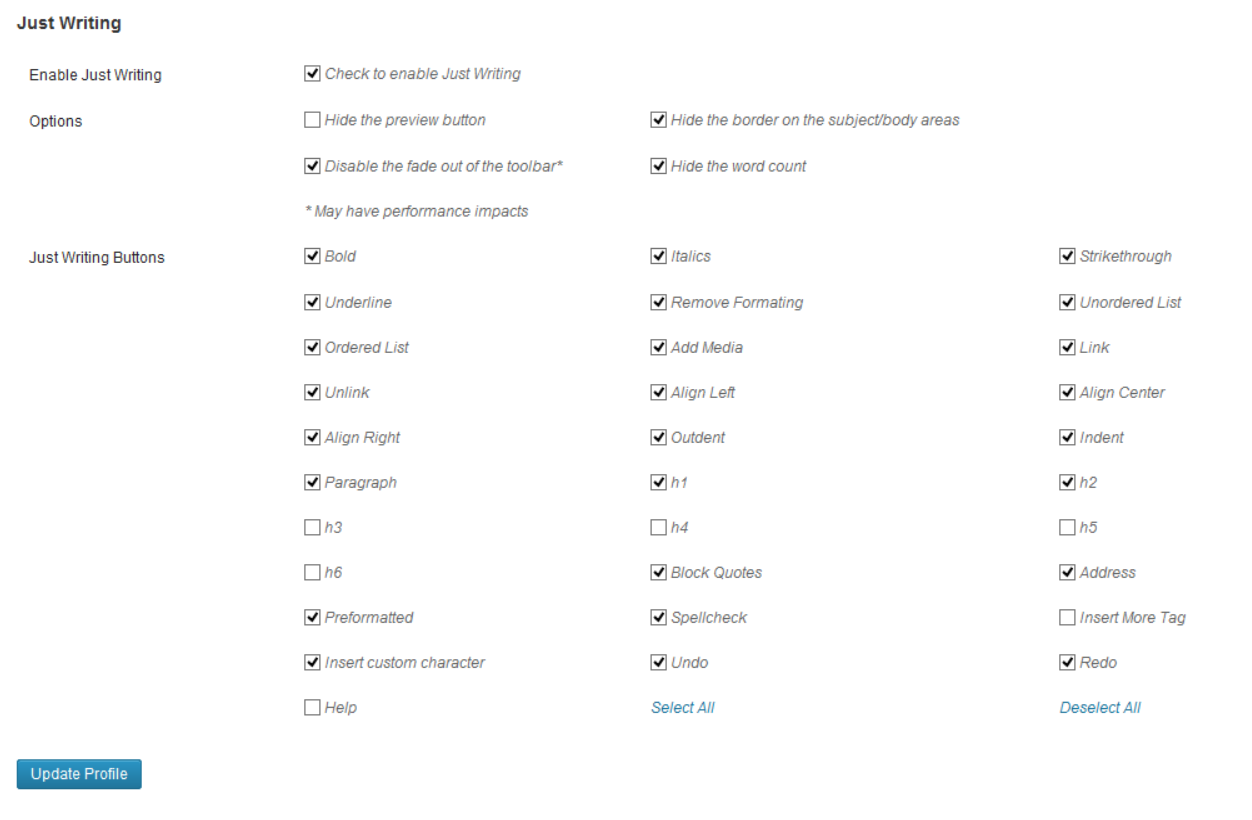 Just Writing
Enable Just Writing Check to enable Just Writing
Options Hide the preview button Hide the border on the subject/body areas
Disable the fade out of the toolbar* Hide the word count
* May have performance impacts
Just Writing Buttons Bold Italics Strikethrough
Underline Remove Formating Unordered List
Ordered List Add Media Link
Unlink Align Left Align Center
Align Right Outdent Indent
Paragraph h1 h2
h3 h4 h5
h6 Block Quotes Address
Preformatted Spellcheck Insert More Tag
Insert custom character Undo Redo
Help Select All Deselect All
Update Profile